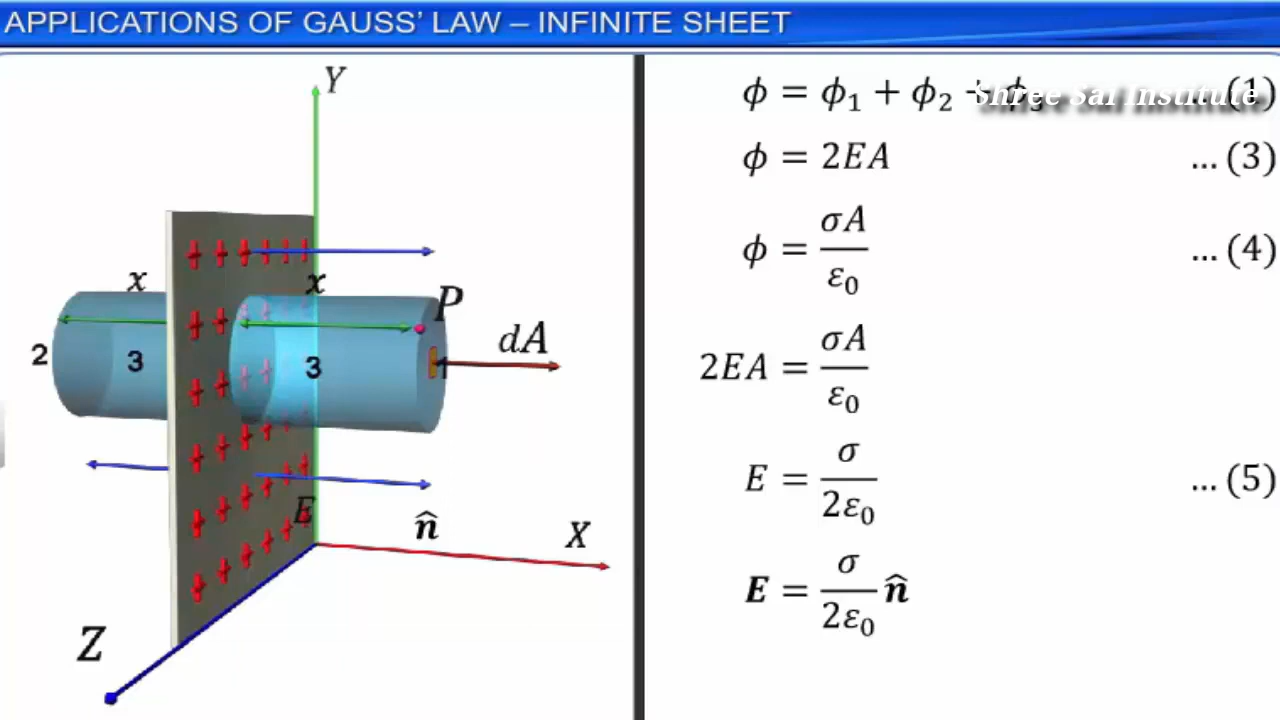 APPLICATIONS OF GAUSS’ LAW – INFINITE SHEET
Y
x
x
P
2
3
3
1
dA
E
n̂
X
Z
ϕ = ϕ₁ + ϕ₂ + ϕ₃ ... (1)
Shree Sai Institute
ϕ = 2EA ... (3)
ϕ = σA/ε₀ ... (4)
2EA = σA/ε₀
E = σ/2ε₀ ... (5)
E = σ/2ε₀ n̂